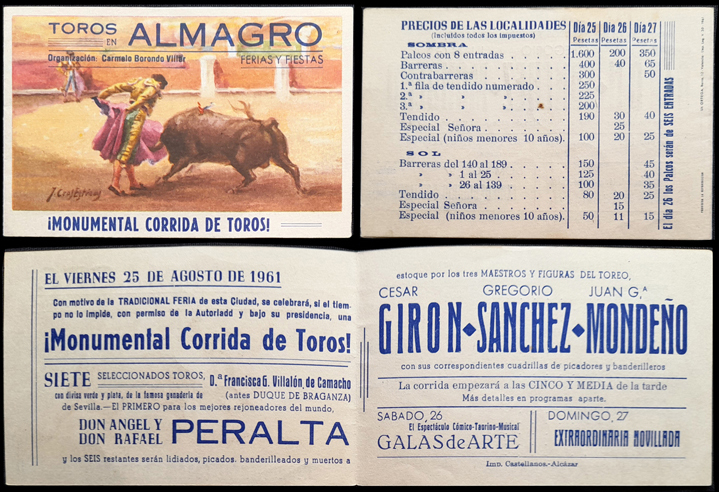 TOROS
EN ALMAGRO
Organización: Carmelo Borondo Villar
FERIAS Y FIESTAS
¡MONUMENTAL CORRIDA DE TOROS!
PRECIOS DE LAS LOCALIDADES
(Incluídos todos los impuestos)
Día 25 Día 26 Día 27
Pesetas Pesetas Pesetas
SOMBRA
Palcos con 8 entradas 1.600 200 350
Barreras 400 40 65
Contrabarreras 300 50
1.ª fila de tendido numerado 250
2.ª » » » 225
3.ª » » » 200
Tendido 190 30 40
Especial Señora 25
Especial (niños menores 10 años) 100 20 25
SOL
Barreras del 140 al 189 150 45
» » 1 al 25 125 40
» » 26 al 139 100 35
Tendido 80 20 25
Especial Señora 15
Especial (niños menores 10 años) 50 11 15
El día 26 los Palcos serán de SEIS ENTRADAS
EL VIERNES 25 DE AGOSTO DE 1961
Con motivo de la TRADICIONAL FERIA de esta Ciudad, se celebrará, si el tiem-
po no lo impide, con permiso de la Autoriadd y bajo su presidencia, una
¡Monumental Corrida de Toros!
SIETE SELECCIONADOS TOROS, D.ª Francisca G. Villalón, de Camacho
con divisa verde y plata, de la famosa ganadería de (antes DUQUE DE BRAGANZA)
de Sevilla.—El PRIMERO para los mejores rejoneadores del mundo,
DON ANGEL Y
DON RAFAEL PERALTA
y los SEIS restantes serán lidiados, picados, banderilleados y muertos a
estoque por los tres MAESTROS Y FIGURAS DEL TOREO,
CESAR GREGORIO JUAN G.ª
GIRON SANCHEZ MONDEÑO
con sus correspondientes cuadrillas de picadores y banderilleros
La corrida empezará a las CINCO Y MEDIA de la tarde
Más detalles en programas aparte.
SABADO, 26
El Espectáculo Cómico-Taurino-Musical
GALAS de ARTE
DOMINGO, 27
EXTRAORDINARIA NOVILLADA
Imp. Castellanos.-Alcázar